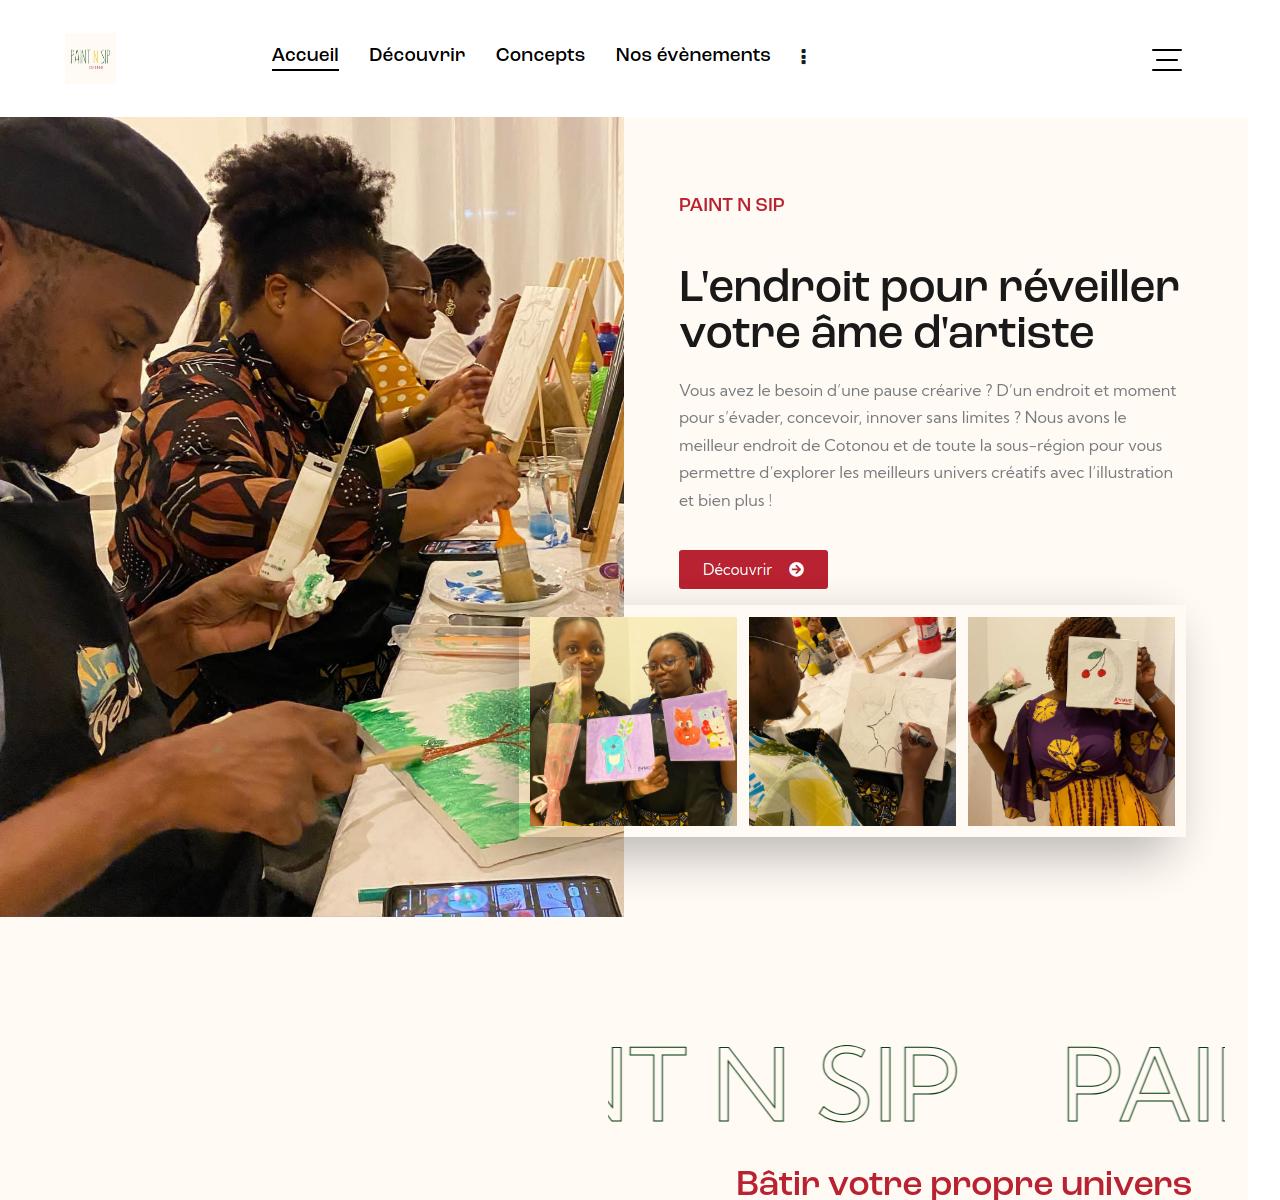 PAINT N SIP
Accueil
Découvrir
Concepts
Nos évènements
PAINT N SIP
L'endroit pour réveiller
votre âme d'artiste
Vous avez le besoin d’une pause créarive ? D’un endroit et moment
pour s’évader, concevoir, innover sans limites ? Nous avons le
meilleur endroit de Cotonou et de toute la sous-région pour vous
permettre d’explorer les meilleurs univers créatifs avec l’illustration
et bien plus !
Découvrir
NT N SIP PAI
Bâtir votre propre univers